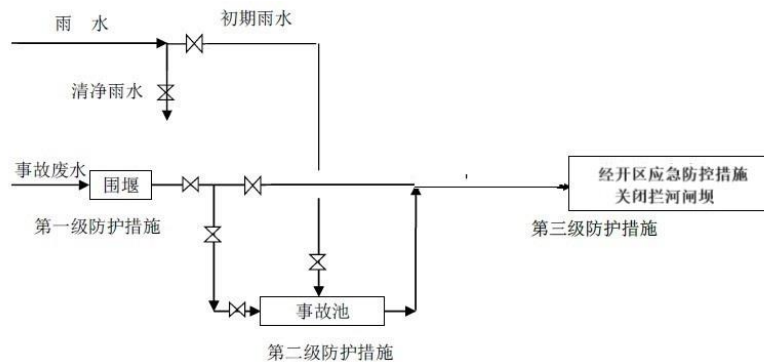 雨 水
初期雨水
清净雨水
事故废水
围堰
第一级防护措施
经开区应急防控措施
关闭拦河闸坝
第三级防护措施
事故池
第二级防护措施